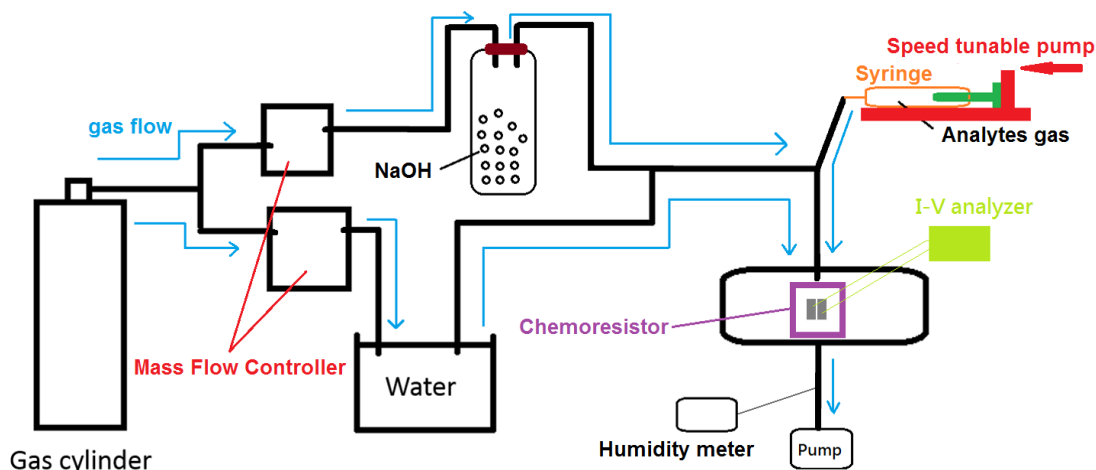 Speed tunable pump
Syringe
gas flow
Analytes gas
NaOH
I-V analyzer
Chemoresistor
Mass Flow Controller
Water
Humidity meter
Pump
Gas cylinder